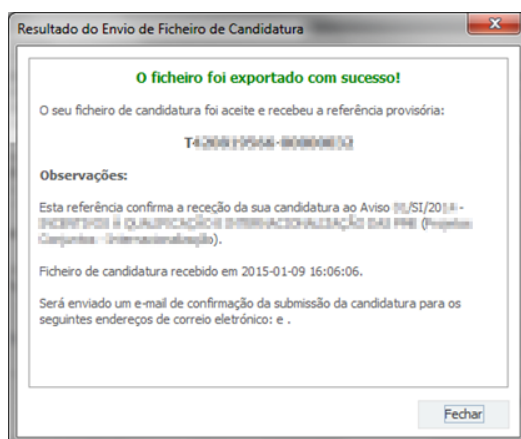 Resultado do Envio de Ficheiro de Candidatura
O ficheiro foi exportado com sucesso!
O seu ficheiro de candidatura foi aceite e recebeu a referência provisória:
Observações:
Esta referência confirma a receção da sua candidatura ao Aviso /SI/201 -
Ficheiro de candidatura recebido em 2015-01-09 16:06:06.
Será enviado um e-mail de confirmação da submissão da candidatura para os
seguintes endereços de correio eletrónico: e .
Fechar